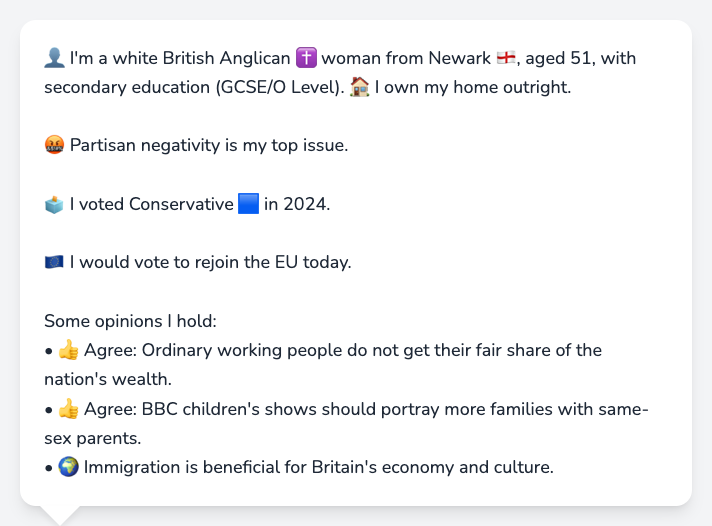 👤 I'm a white British Anglican ✝️ woman from Newark 🏴󠁧󠁢󠁥󠁮󠁧󠁿, aged 51, with
secondary education (GCSE/O Level). 🏠 I own my home outright.
🤬 Partisan negativity is my top issue.
🗳️ I voted Conservative 🟦 in 2024.
🇪🇺 I would vote to rejoin the EU today.
Some opinions I hold:
• 👍 Agree: Ordinary working people do not get their fair share of the
nation's wealth.
• 👍 Agree: BBC children's shows should portray more families with same-
sex parents.
• 🌍 Immigration is beneficial for Britain's economy and culture.